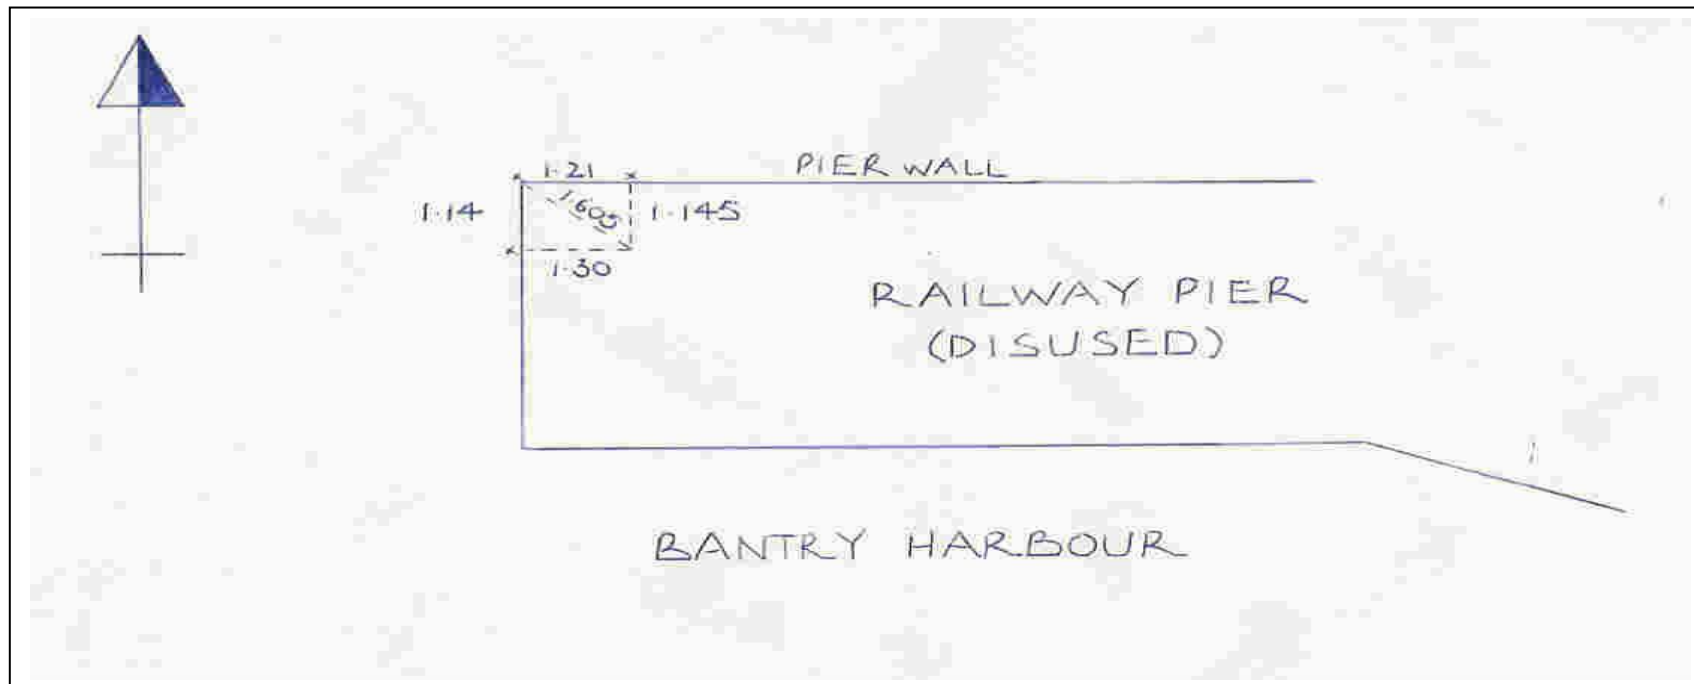 1.21
PIER WALL
1.14
1.605
1.145
1.30
RAILWAY PIER
(DISUSED)
BANTRY HARBOUR